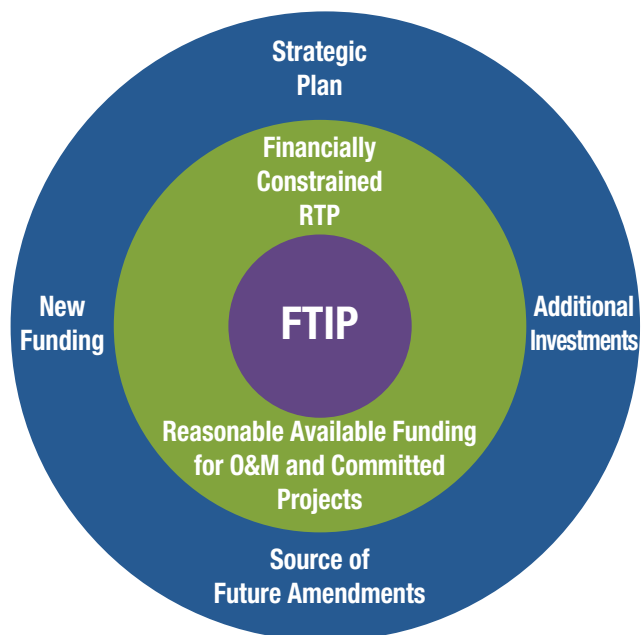 Strategic
Plan
Financially
Constrained
RTP
New
Funding
FTIP
Additional
Investments
Reasonable Available Funding
for O&M and Committed
Projects
Source of
Future Amendments